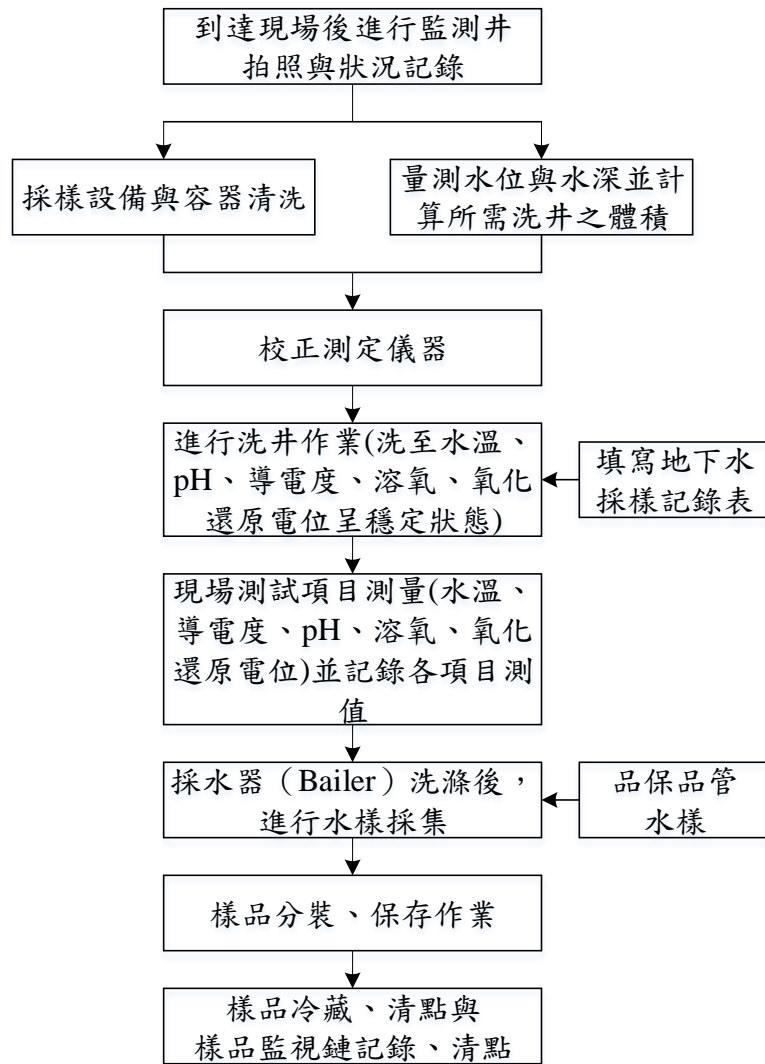 到達現場後進行監測井
拍照與狀況記錄
採樣設備與容器清洗
量測水位與水深並計
算所需洗井之體積
校正測定儀器
進行洗井作業(洗至水溫、
pH、導電度、溶氧、氧化
還原電位呈穩定狀態)
填寫地下水
採樣記錄表
現場測試項目測量(水溫、
導電度、pH、溶氧、氧化
還原電位)並記錄各項目測
值
採水器（Bailer）洗滌後，
進行水樣採集
品保品管
水樣
樣品分裝、保存作業
樣品冷藏、清點與
樣品監視鏈記錄、清點